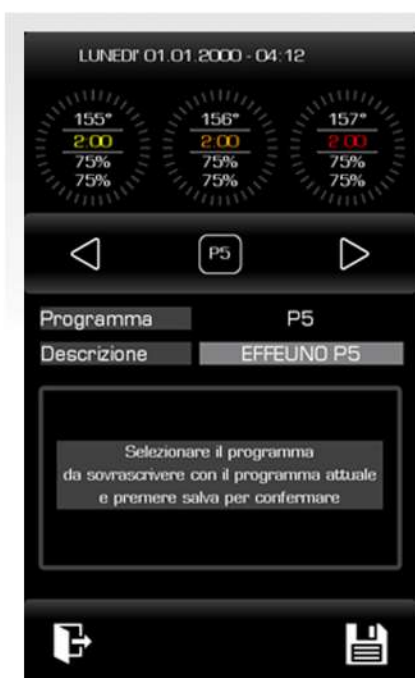 LUNEDI' 01.01.2000 - 04:12
155° 156° 157°
2:00 2:00 2:00
75% 75% 75%
75% 75% 75%
P5
Programma P5
Descrizione EFFEUNO P5
Selezionare il programma
da sovrascrivere con il programma attuale
e premere salva per confermare